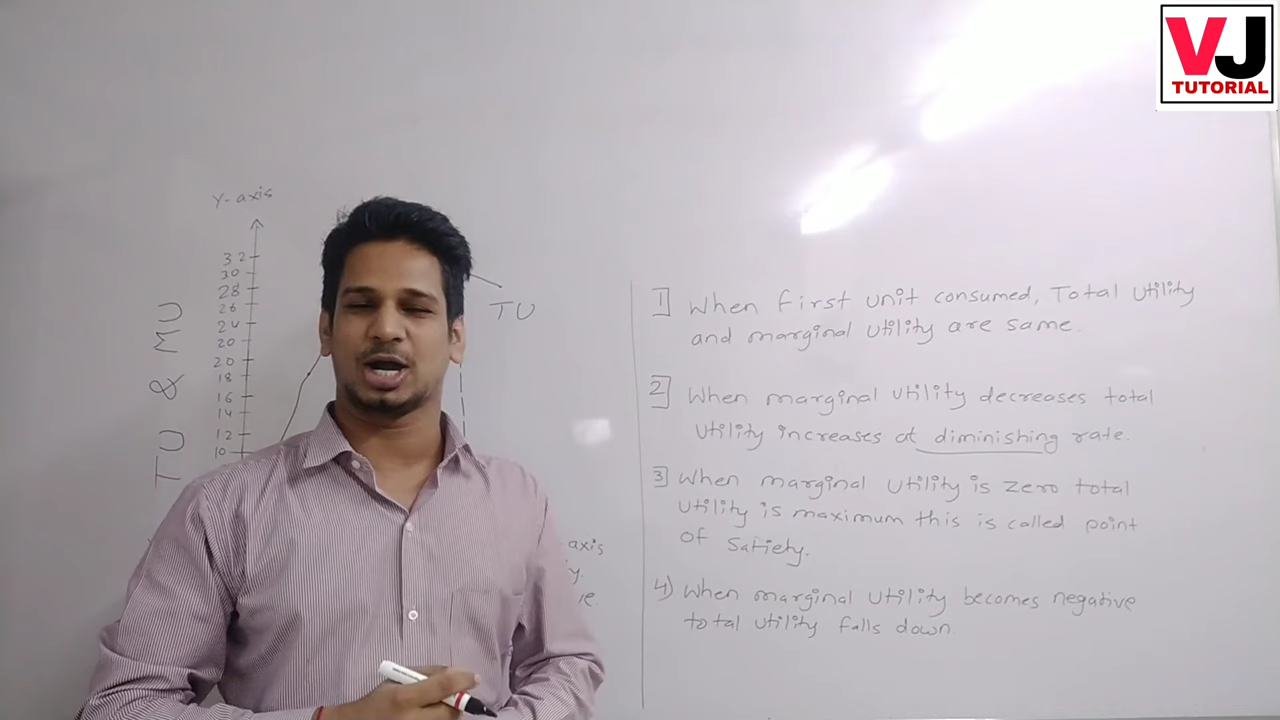 VJ
TUTORIAL
Y-axis
32
30
28
26
24
20
20
18
16
14
12
10
TU & MU
TU
axis
1] When first unit consumed, Total utility
and marginal utility are same.
2] When marginal utility decreases total
utility increases at diminishing rate.
3] When marginal utility is zero total
utility is maximum this is called point
of satiety.
4) When marginal utility becomes negative
total utility falls down.